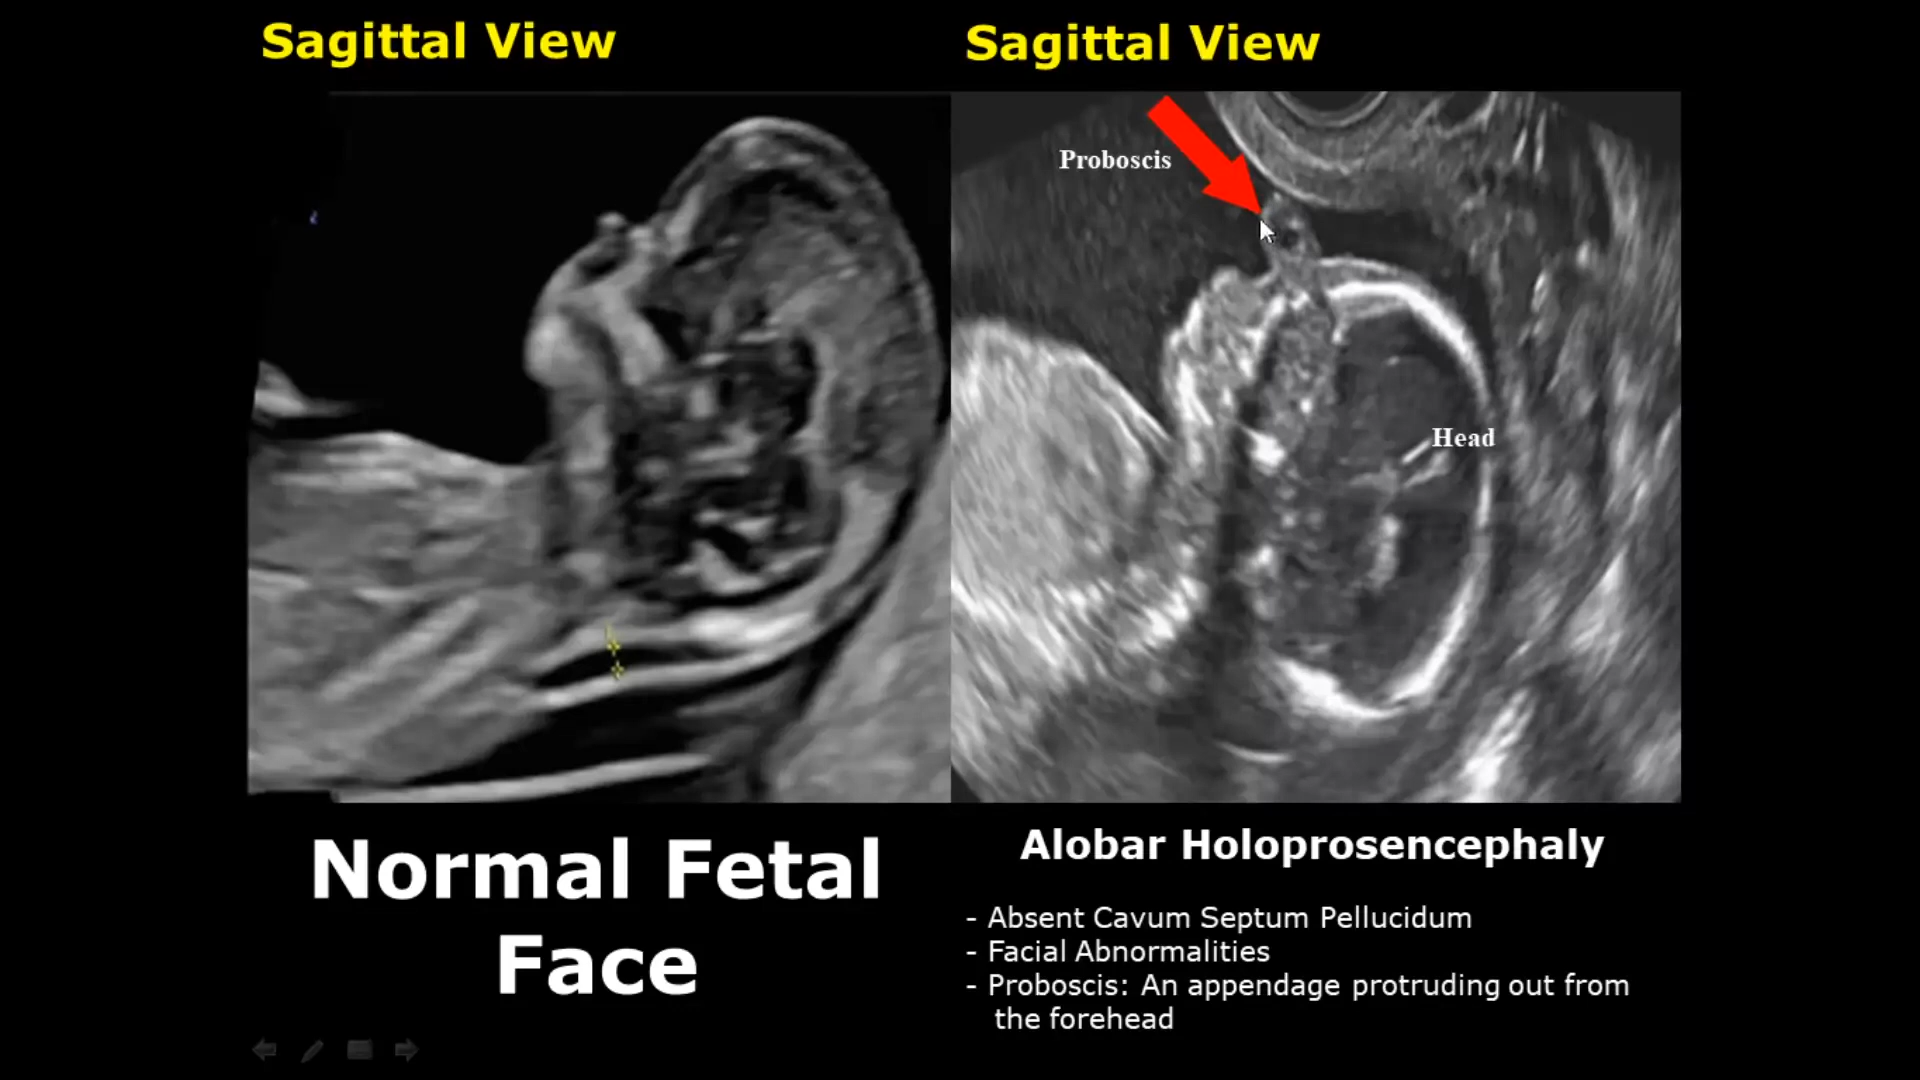 Sagittal View
Sagittal View
Proboscis
Head
Normal Fetal
Face
Alobar Holoprosencephaly
- Absent Cavum Septum Pellucidum
- Facial Abnormalities
- Proboscis: An appendage protruding out from
the forehead